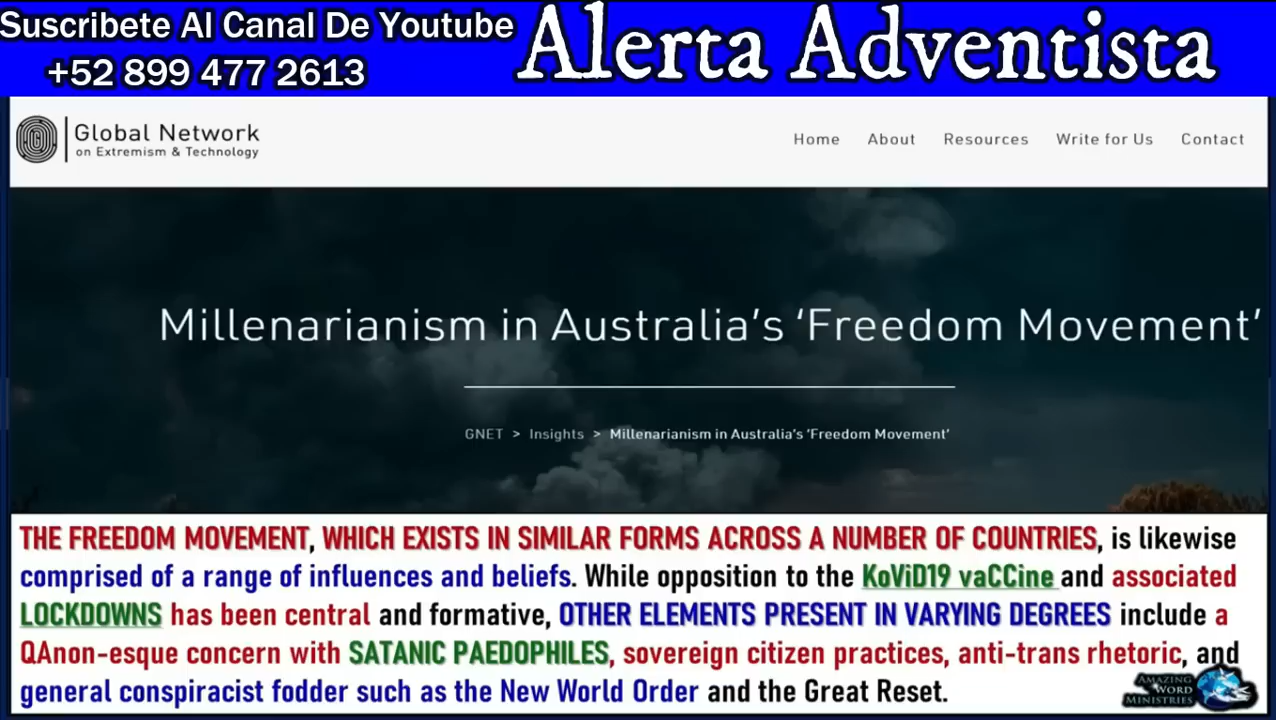 Suscribete Al Canal De Youtube
+52 899 477 2613
Alerta Adventista
Global Network
on Extremism & Technology
Home About Resources Write for Us Contact
Millenarianism in Australia's 'Freedom Movement'
GNET > Insights > Millenarianism in Australia's 'Freedom Movement'
THE FREEDOM MOVEMENT, WHICH EXISTS IN SIMILAR FORMS ACROSS A NUMBER OF COUNTRIES, is likewise
comprised of a range of influences and beliefs. While opposition to the KoViD19 vaCCine and associated
LOCKDOWNS has been central and formative, OTHER ELEMENTS PRESENT IN VARYING DEGREES include a
QAnon-esque concern with SATANIC PAEDOPHILES, sovereign citizen practices, anti-trans rhetoric, and
general conspiracist fodder such as the New World Order and the Great Reset.
AMAZING
WORD
MINISTRIES